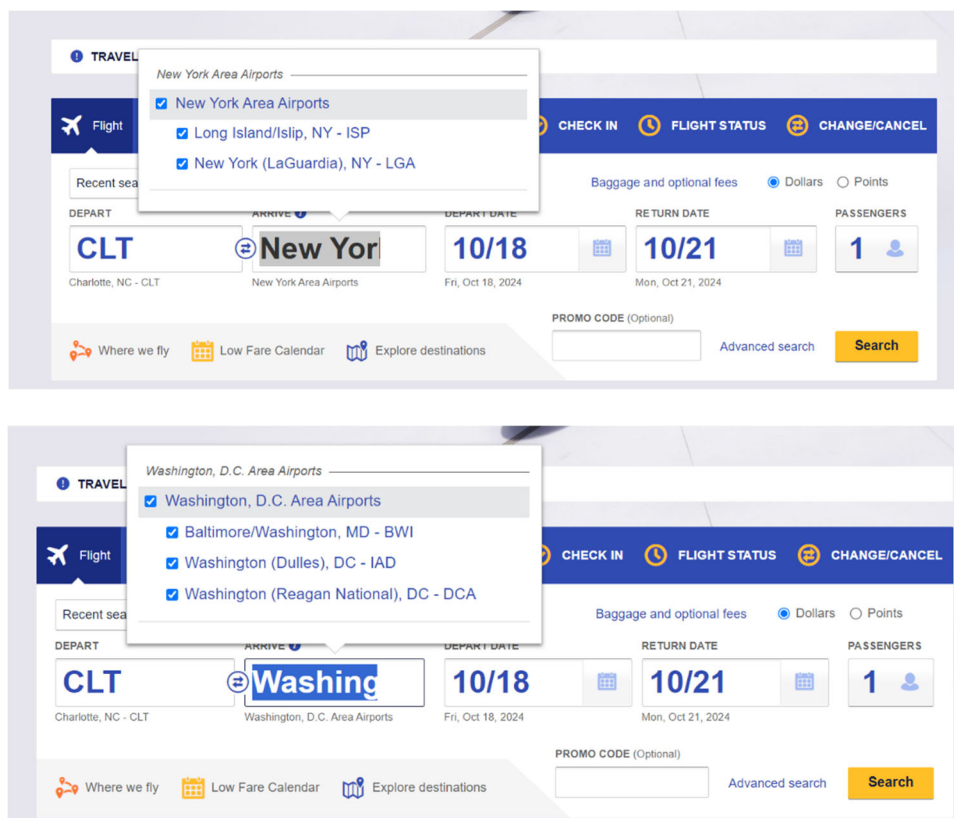 TRAVEL
New York Area Airports
New York Area Airports
Long Island/Islip, NY - ISP
New York (LaGuardia), NY - LGA
Flight
CHECK IN
FLIGHT STATUS
CHANGE/CANCEL
Recent sea
Baggage and optional fees
Dollars
Points
DEPART
ARRIVE
DEPART DATE
RETURN DATE
PASSENGERS
CLT
New Yor
10/18
10/21
1
Charlotte, NC - CLT
New York Area Airports
Fri, Oct 18, 2024
Mon, Oct 21, 2024
PROMO CODE (Optional)
Where we fly
Low Fare Calendar
Explore destinations
Advanced search
Search
TRAVEL
Washington, D.C. Area Airports
Washington, D.C. Area Airports
Baltimore/Washington, MD - BWI
Washington (Dulles), DC - IAD
Washington (Reagan National), DC - DCA
Flight
CHECK IN
FLIGHT STATUS
CHANGE/CANCEL
Recent sea
Baggage and optional fees
Dollars
Points
DEPART
ARRIVE
DEPART DATE
RETURN DATE
PASSENGERS
CLT
Washing
10/18
10/21
1
Charlotte, NC - CLT
Washington, D.C. Area Airports
Fri, Oct 18, 2024
Mon, Oct 21, 2024
PROMO CODE (Optional)
Where we fly
Low Fare Calendar
Explore destinations
Advanced search
Search